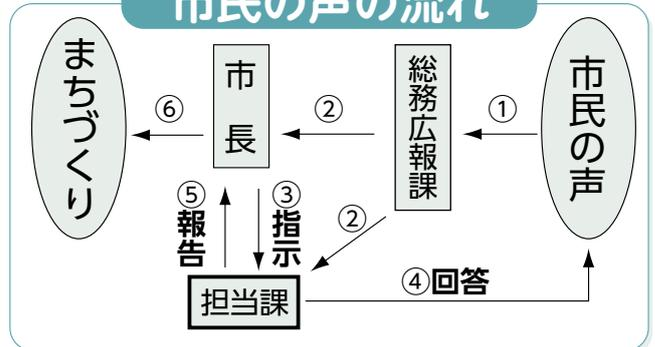 市民の声の流れ
まちづくり
⑥
市長
②
総務広報課
①
市民の声
⑤報告
③指示
②
担当課
④回答